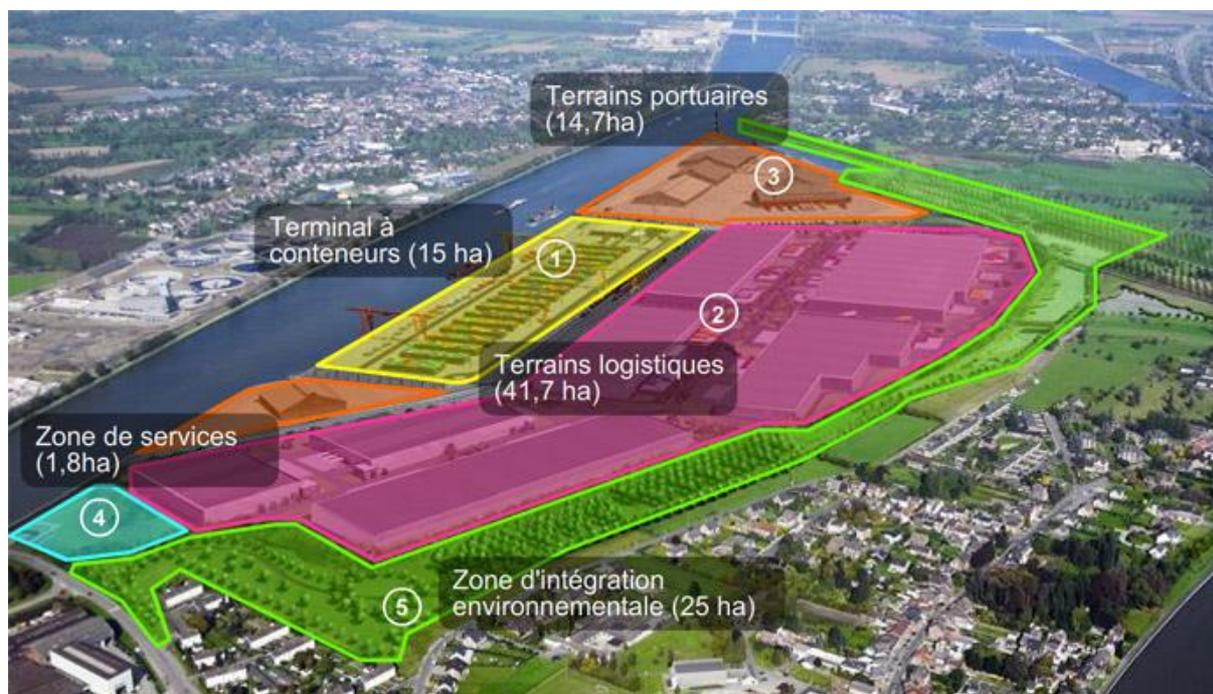 Terrains portuaires
(14,7ha)
3
Terminal à
conteneurs (15 ha)
1
2
Terrains logistiques
(41,7 ha)
Zone de services
(1,8ha)
4
Zone d'intégration
environnementale (25 ha)
5